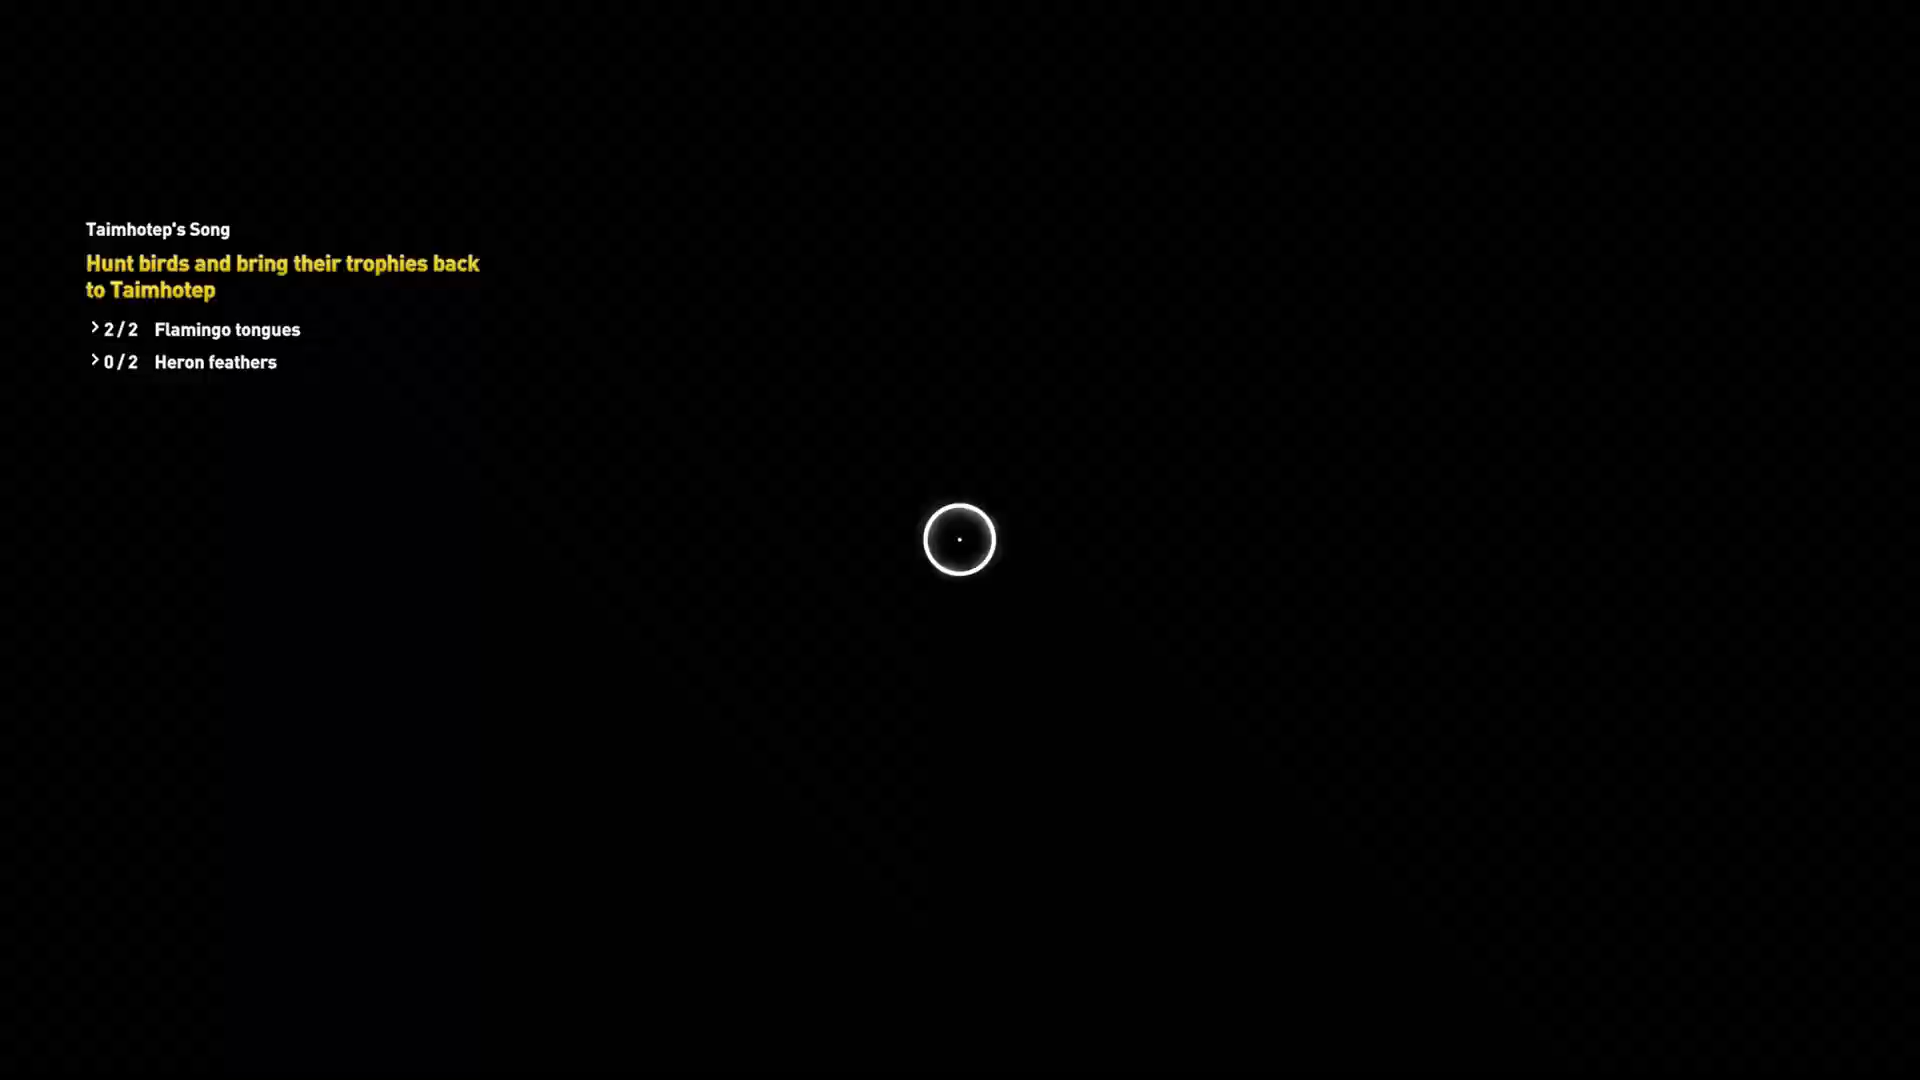 Taimhotep's Song
Hunt birds and bring their trophies back
to Taimhotep
> 2/2 Flamingo tongues
> 0/2 Heron feathers